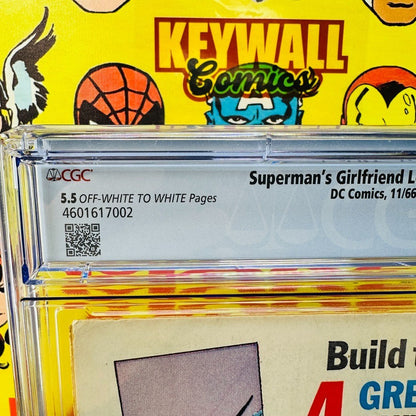 KEYWALL
Comics
CGC
Superman's Girlfriend L
DC Comics, 11/66
5.5 OFF-WHITE TO WHITE Pages
4601617002
Build
4 GRE